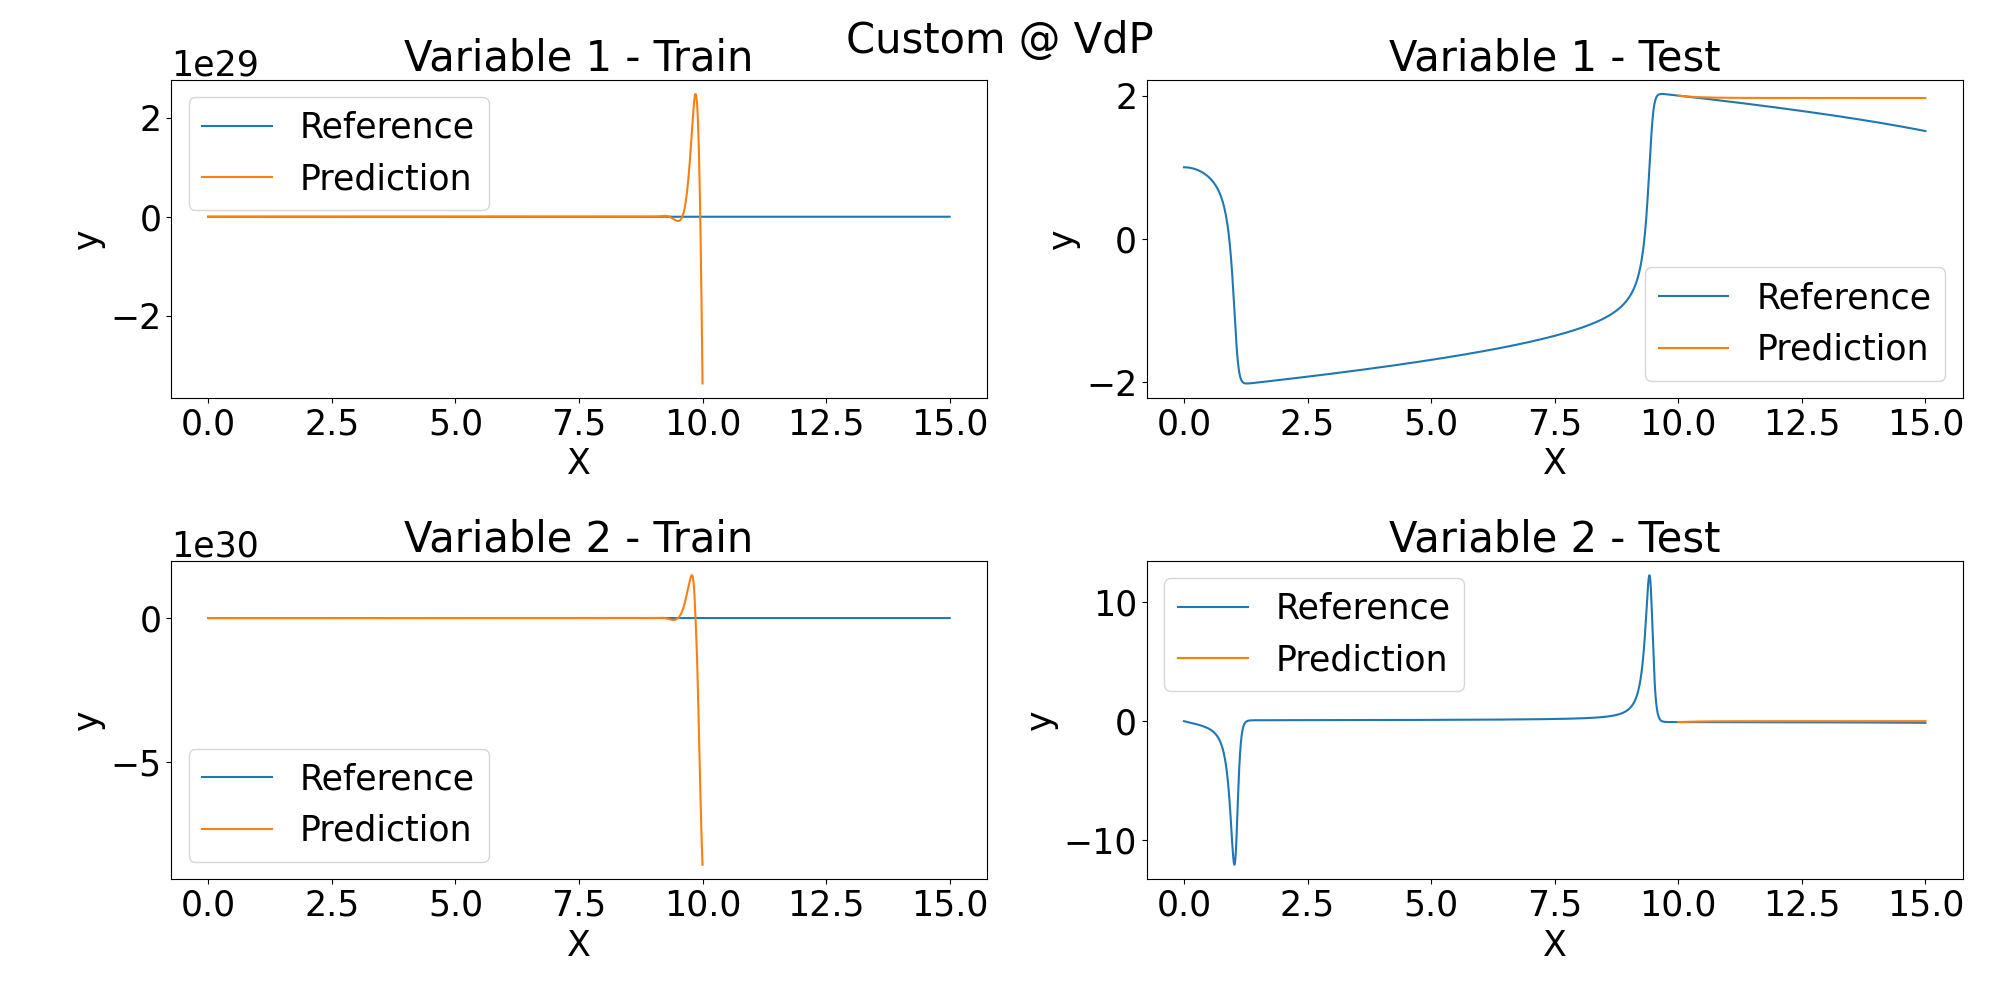 Custom @ VdP
Variable 1 - Train
1e29
2
0
−2
y
Reference
Prediction
0.0 2.5 5.0 7.5 10.0 12.5 15.0
X
Variable 1 - Test
2
0
−2
y
Reference
Prediction
0.0 2.5 5.0 7.5 10.0 12.5 15.0
X
Variable 2 - Train
1e30
0
−5
y
Reference
Prediction
0.0 2.5 5.0 7.5 10.0 12.5 15.0
X
Variable 2 - Test
10
0
−10
y
Reference
Prediction
0.0 2.5 5.0 7.5 10.0 12.5 15.0
X